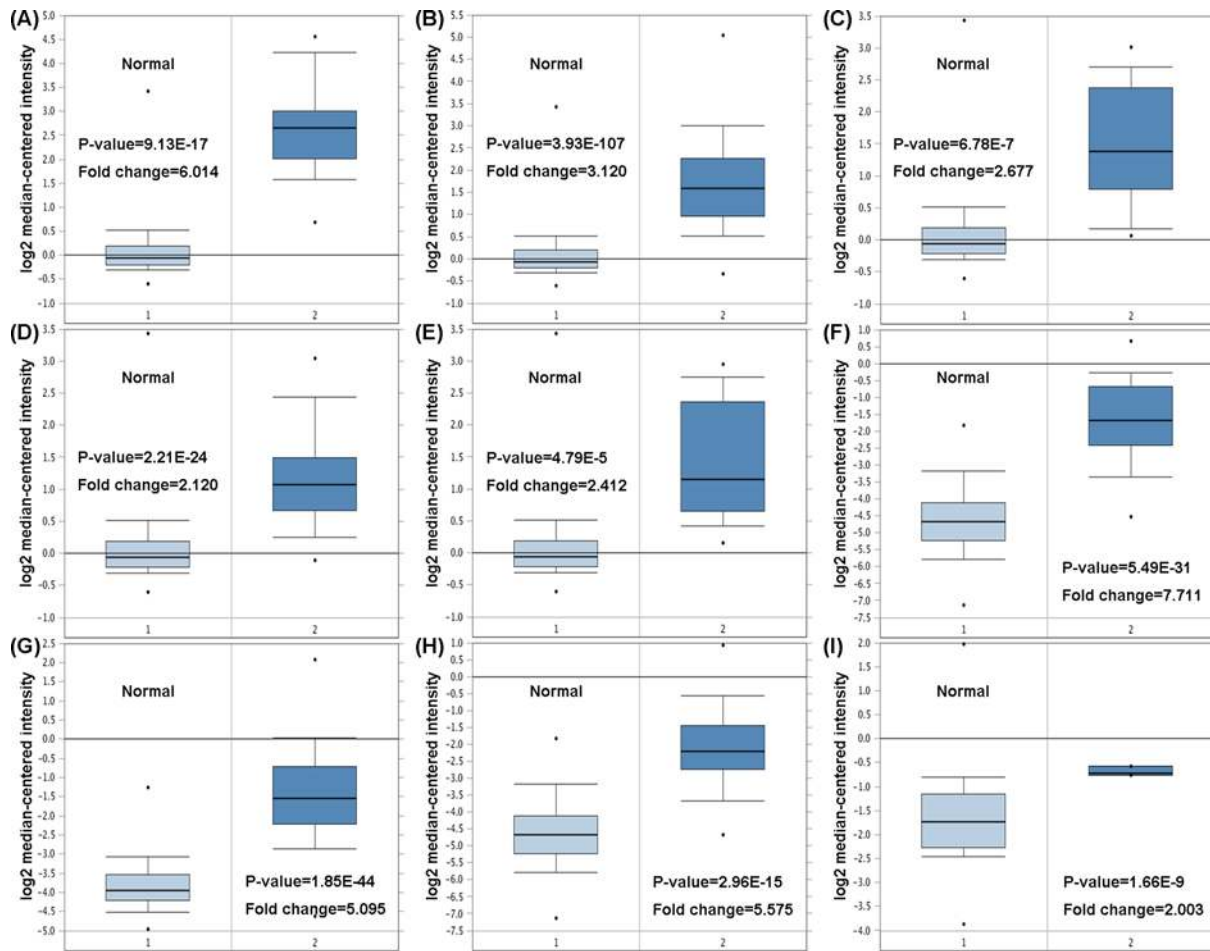 (A)
log2 median-centered intensity
5.0
4.5
4.0
3.5
3.0
2.5
2.0
1.5
1.0
0.5
0.0
-0.5
-1.0
Normal
P-value=9.13E-17
Fold change=6.014
1 2
(B)
log2 median-centered intensity
5.5
5.0
4.5
4.0
3.5
3.0
2.5
2.0
1.5
1.0
0.5
0.0
-0.5
-1.0
Normal
P-value=3.93E-107
Fold change=3.120
1 2
(C)
log2 median-centered intensity
3.5
3.0
2.5
2.0
1.5
1.0
0.5
0.0
-0.5
-1.0
Normal
P-value=6.78E-7
Fold change=2.677
1 2
(D)
log2 median-centered intensity
3.5
3.0
2.5
2.0
1.5
1.0
0.5
0.0
-0.5
-1.0
Normal
P-value=2.21E-24
Fold change=2.120
1 2
(E)
log2 median-centered intensity
3.5
3.0
2.5
2.0
1.5
1.0
0.5
0.0
-0.5
-1.0
Normal
P-value=4.79E-5
Fold change=2.412
1 2
(F)
log2 median-centered intensity
1.0
0.5
0.0
-0.5
-1.0
-1.5
-2.0
-2.5
-3.0
-3.5
-4.0
-4.5
-5.0
-5.5
-6.0
-6.5
-7.0
-7.5
Normal
P-value=5.49E-31
Fold change=7.711
1 2
(G)
log2 median-centered intensity
2.5
2.0
1.5
1.0
0.5
0.0
-0.5
-1.0
-1.5
-2.0
-2.5
-3.0
-3.5
-4.0
-4.5
-5.0
Normal
P-value=1.85E-44
Fold change=5.095
1 2
(H)
log2 median-centered intensity
1.0
0.5
0.0
-0.5
-1.0
-1.5
-2.0
-2.5
-3.0
-3.5
-4.0
-4.5
-5.0
-5.5
-6.0
-6.5
-7.0
-7.5
Normal
P-value=2.96E-15
Fold change=5.575
1 2
(I)
log2 median-centered intensity
2.0
1.5
1.0
0.5
0.0
-0.5
-1.0
-1.5
-2.0
-2.5
-3.0
-3.5
-4.0
Normal
P-value=1.66E-9
Fold change=2.003
1 2